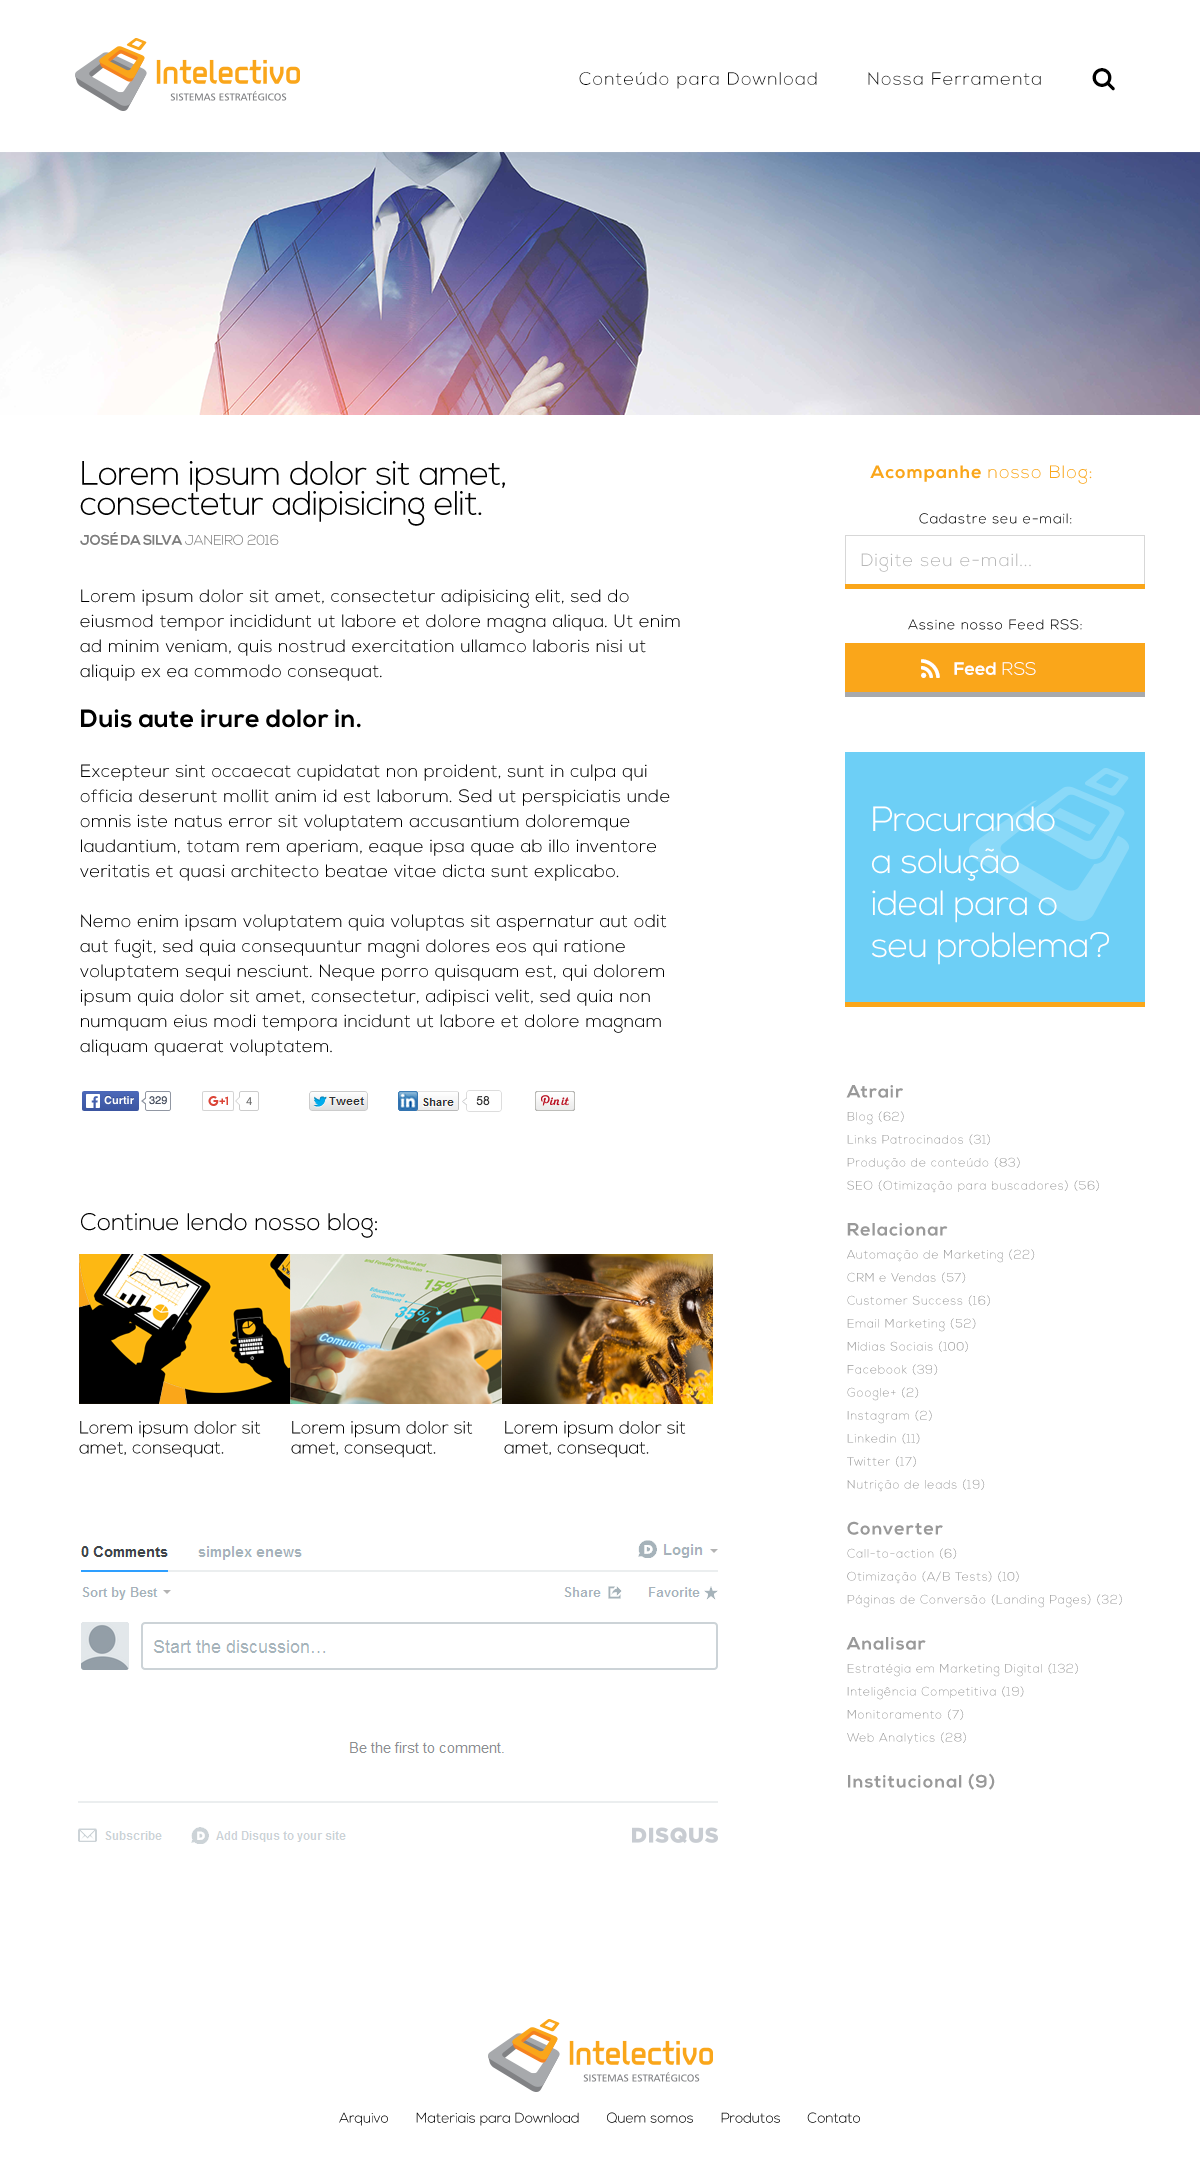 Intelectivo
SISTEMAS ESTRATÉGICOS
Conteúdo para Download
Nossa Ferramenta
Lorem ipsum dolor sit amet,
consectetur adipisicing elit.
JOSÉ DA SILVA JANEIRO 2016
Lorem ipsum dolor sit amet, consectetur adipisicing elit, sed do
eiusmod tempor incididunt ut labore et dolore magna aliqua. Ut enim
ad minim veniam, quis nostrud exercitation ullamco laboris nisi ut
aliquip ex ea commodo consequat.
Duis aute irure dolor in.
Excepteur sint occaecat cupidatat non proident, sunt in culpa qui
officia deserunt mollit anim id est laborum. Sed ut perspiciatis unde
omnis iste natus error sit voluptatem accusantium doloremque
laudantium, totam rem aperiam, eaque ipsa quae ab illo inventore
veritatis et quasi architecto beatae vitae dicta sunt explicabo.
Nemo enim ipsam voluptatem quia voluptas sit aspernatur aut odit
aut fugit, sed quia consequuntur magni dolores eos qui ratione
voluptatem sequi nesciunt. Neque porro quisquam est, qui dolorem
ipsum quia dolor sit amet, consectetur, adipisci velit, sed quia non
numquam eius modi tempora incidunt ut labore et dolore magnam
aliquam quaerat voluptatem.
Curtir 329
G+1 4
Tweet
in Share 58
Pin it
Continue lendo nosso blog:
Agricultural and
and Forestry Production
15%
Education and
Government
35%
Comunic
Lorem ipsum dolor sit
amet, consequat.
Lorem ipsum dolor sit
amet, consequat.
Lorem ipsum dolor sit
amet, consequat.
0 Comments
simplex enews
Login
Sort by Best
Share
Favorite
Start the discussion...
Be the first to comment.
Subscribe
Add Disqus to your site
DISQUS
Acompanhe nosso Blog:
Cadastre seu e-mail:
Digite seu e-mail...
Assine nosso Feed RSS:
Feed RSS
Procurando
a solução
ideal para o
seu problema?
Atrair
Blog (62)
Links Patrocinados (31)
Produção de conteúdo (83)
SEO (Otimização para buscadores) (56)
Relacionar
Automação de Marketing (22)
CRM e Vendas (57)
Customer Success (16)
Email Marketing (52)
Midias Sociais (100)
Facebook (39)
Google+ (2)
Instagram (2)
Linkedin (11)
Twitter (17)
Nutrição de leads (19)
Converter
Call-to-action (6)
Otimização (A/B Tests) (10)
Páginas de Conversão (Landing Pages) (32)
Analisar
Estratégia em Marketing Digital (132)
Inteligência Competitiva (19)
Monitoramento (7)
Web Analytics (28)
Institucional (9)
Intelectivo
SISTEMAS ESTRATÉGICOS
Arquivo
Materiais para Download
Quem somos
Produtos
Contato